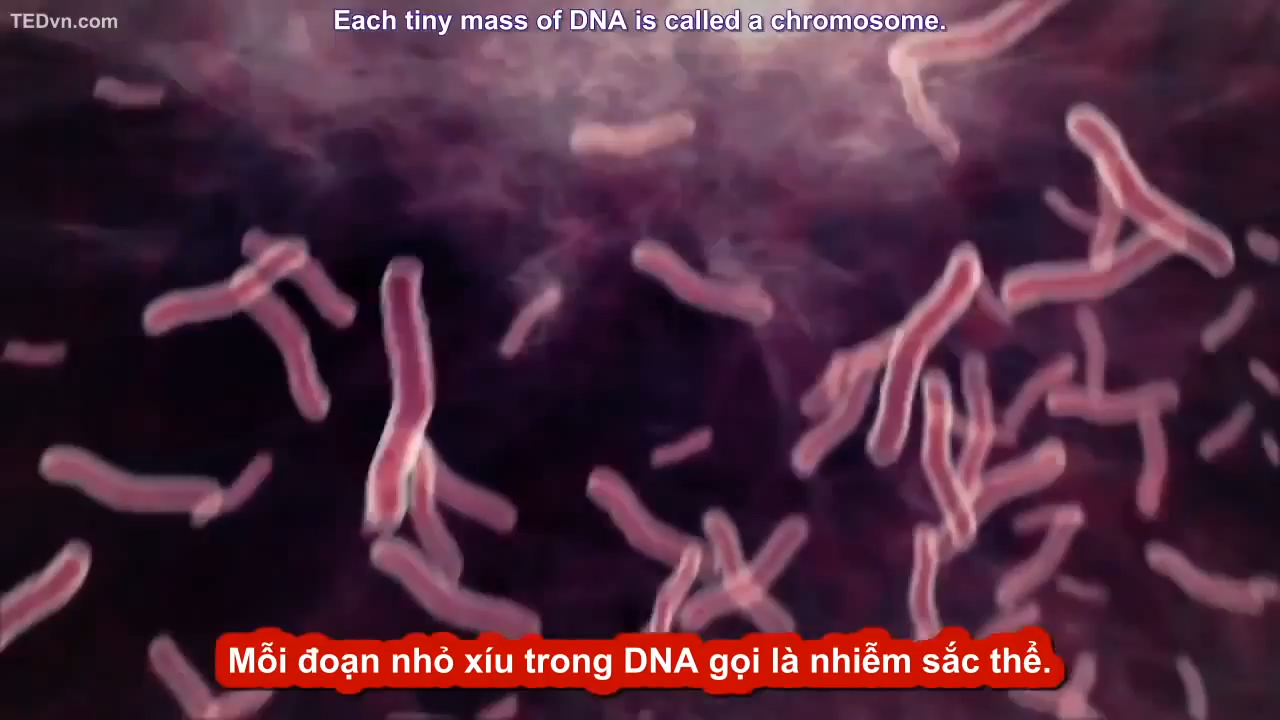 TEDvn.com
Each tiny mass of DNA is called a chromosome.
Mỗi đoạn nhỏ xíu trong DNA gọi là nhiễm sắc thể.